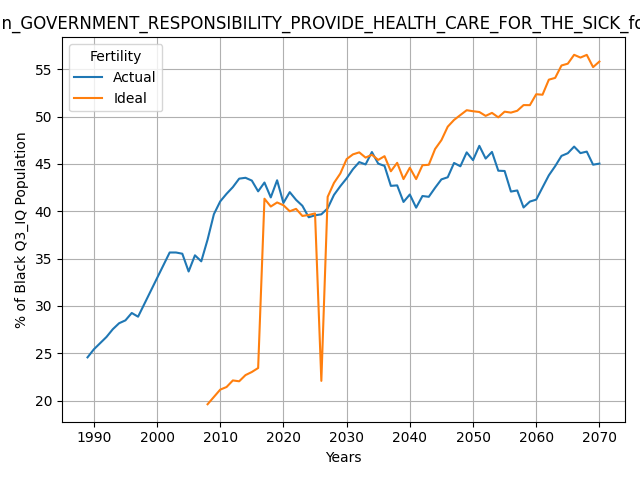 n_GOVERNMENT_RESPONSIBILITY_PROVIDE_HEALTH_CARE_FOR_THE_SICK_fo
Fertility
Actual
Ideal
% of Black Q3_IQ Population
55
50
45
40
35
30
25
20
1990 2000 2010 2020 2030 2040 2050 2060 2070
Years